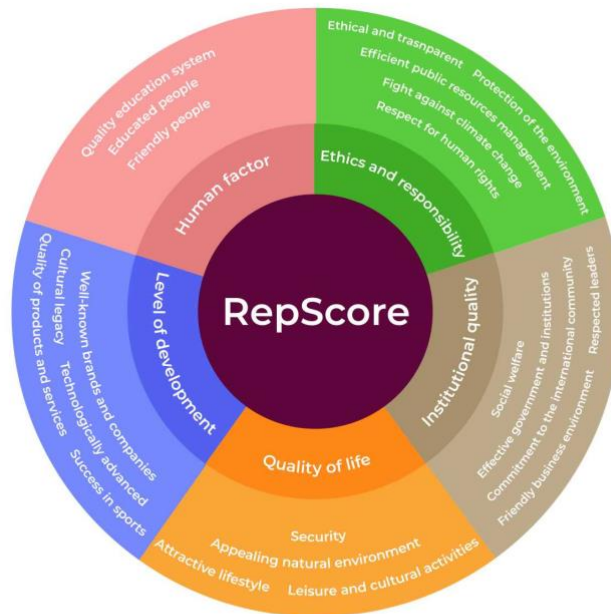 RepScore
Human factor
Quality education system
Educated people
Friendly people
Ethics and responsibility
Ethical and trasnparent
Protection of the environment
Efficient public resources management
Fight against climate change
Respect for human rights
Institutional quality
Social welfare
Effective government and institutions
Commitment to the international community
Respected leaders
Friendly business environment
Quality of life
Security
Appealing natural environment
Attractive lifestyle
Leisure and cultural activities
Level of development
Well-known brands and companies
Cultural legacy
Technologically advanced
Quality of products and services
Success in sports